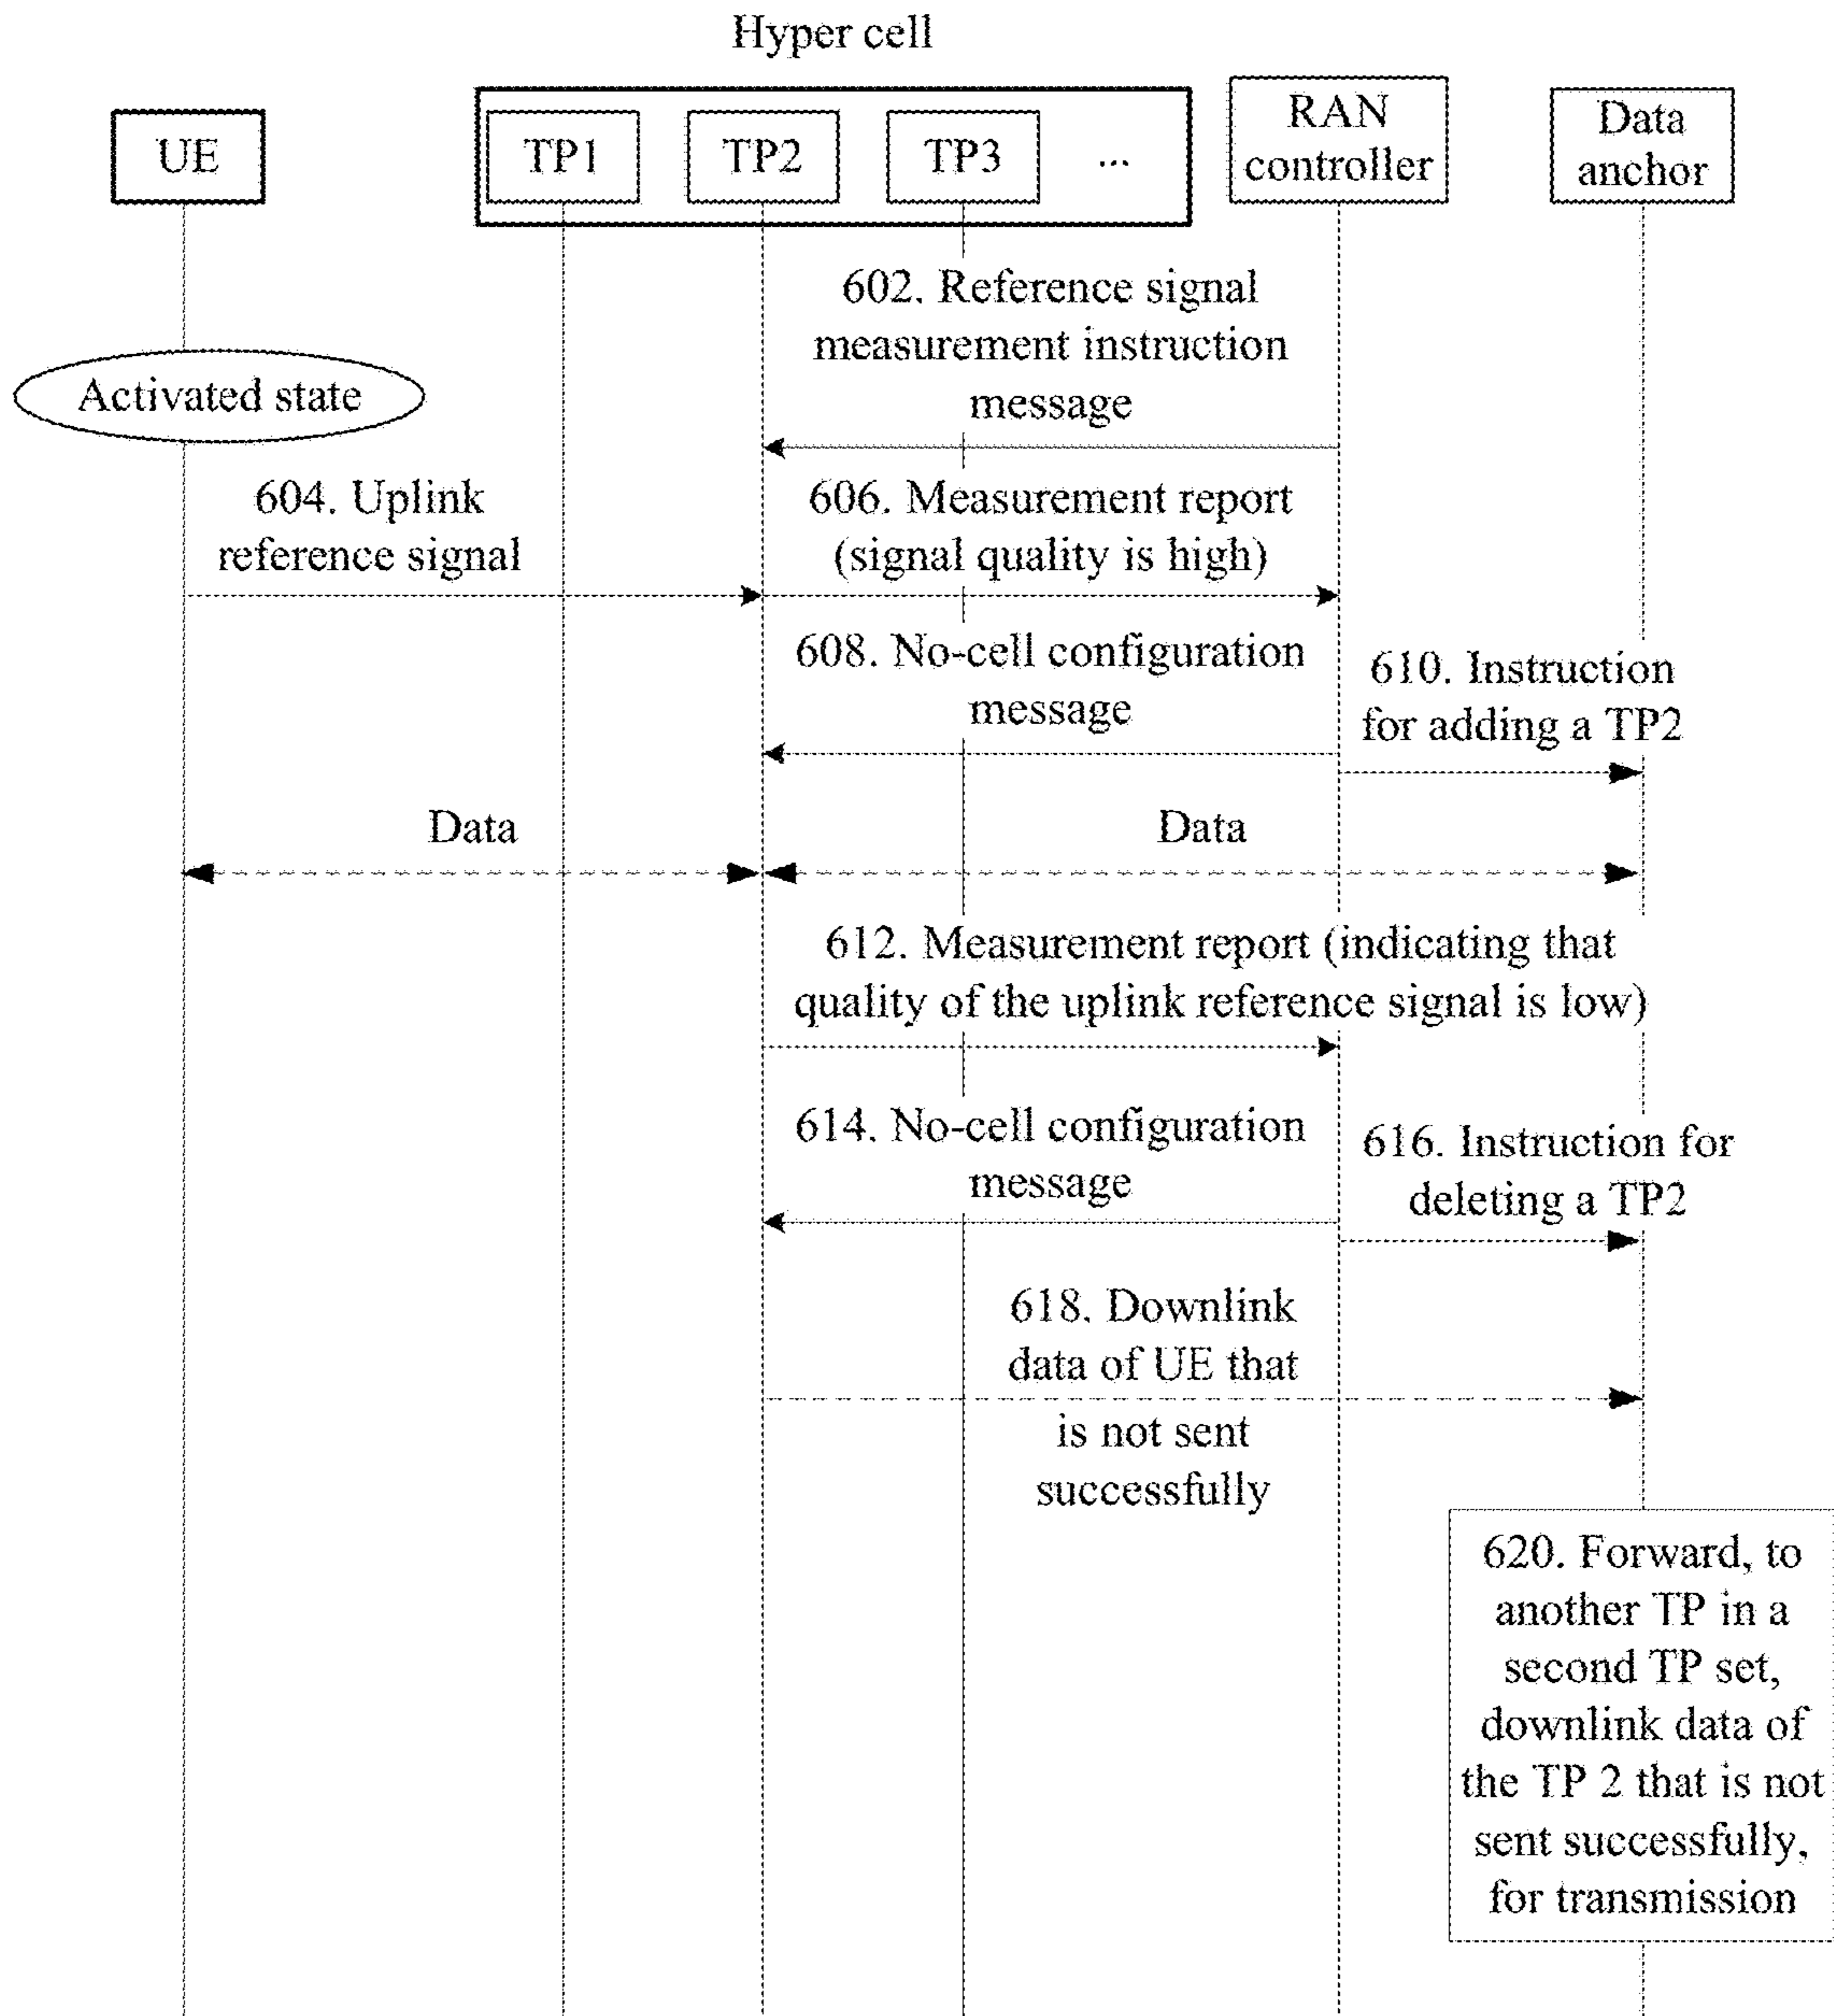 Hyper cell
UE
TP1
TP2
TP3
...
RAN
controller
Data
anchor
602. Reference signal
measurement instruction
message
Activated state
604. Uplink
reference signal
606. Measurement report
(signal quality is high)
608. No-cell configuration
message
610. Instruction
for adding a TP2
Data
Data
612. Measurement report (indicating that
quality of the uplink reference signal is low)
614. No-cell configuration
message
616. Instruction for
deleting a TP2
618. Downlink
data of UE that
is not sent
successfully
620. Forward, to
another TP in a
second TP set,
downlink data of
the TP 2 that is not
sent successfully,
for transmission